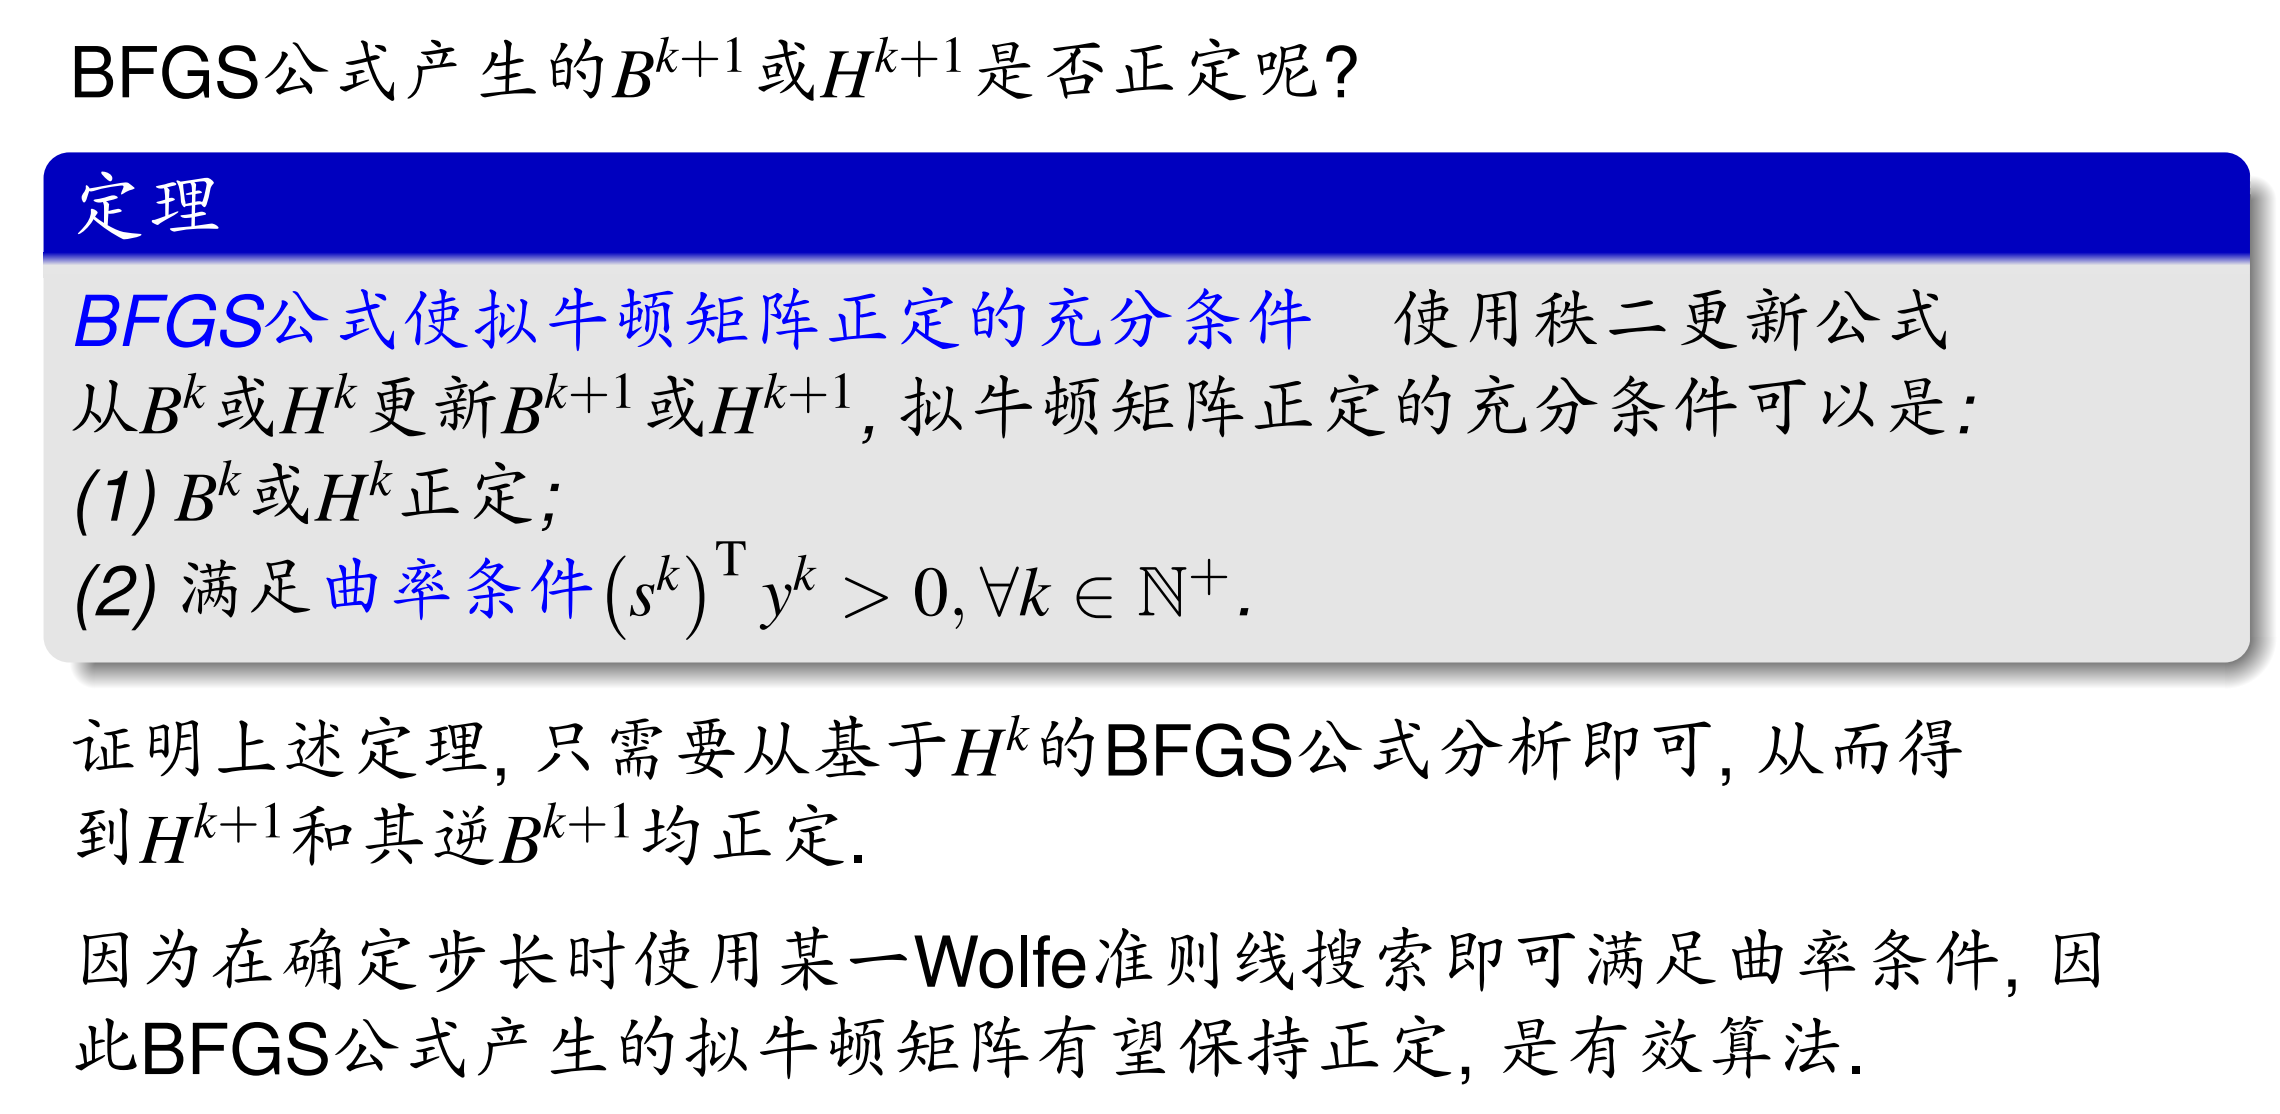 BFGS公式产生的$B^{k+1}$或$H^{k+1}$是否正定呢?
定理
BFGS公式使拟牛顿矩阵正定的充分条件 使用秩二更新公式
从$B^k$或$H^k$更新$B^{k+1}$或$H^{k+1}$, 拟牛顿矩阵正定的充分条件可以是:
(1) $B^k$或$H^k$正定;
(2) 满足曲率条件$(s^k)^{\mathrm{T}} y^k > 0, \forall k \in \mathbb{N}^+$.
证明上述定理, 只需要从基于$H^k$的BFGS公式分析即可, 从而得
到$H^{k+1}$和其逆$B^{k+1}$均正定.
因为在确定步长时使用某一Wolfe准则线搜索即可满足曲率条件, 因
此BFGS公式产生的拟牛顿矩阵有望保持正定, 是有效算法.